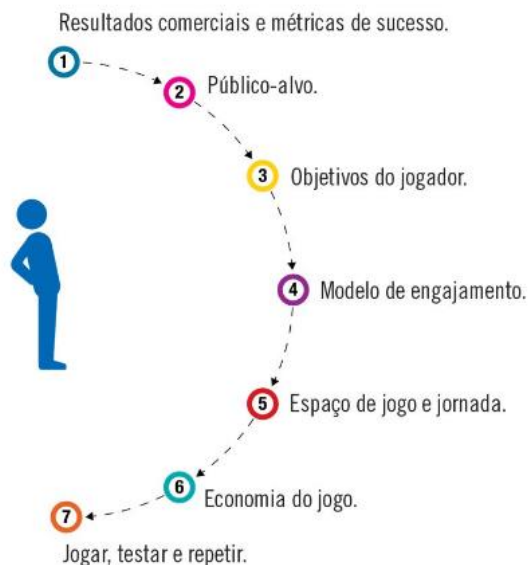 Resultados comerciais e métricas de sucesso.
1
2 Público-alvo.
3 Objetivos do jogador.
4 Modelo de engajamento.
5 Espaço de jogo e jornada.
6 Economia do jogo.
7
Jogar, testar e repetir.